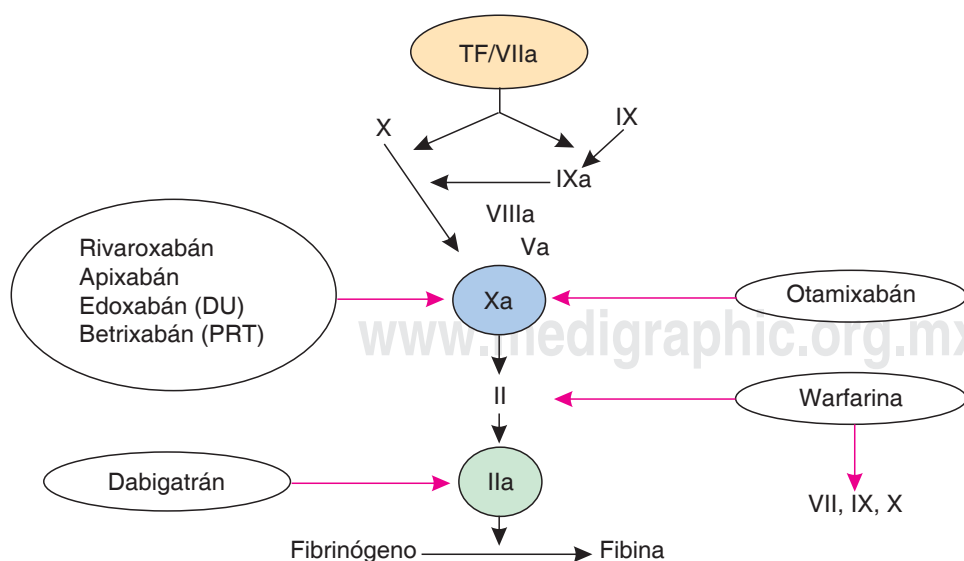 TF/VIIa
X
IX
IXa
VIIIa
Va
Rivaroxabán
Apixabán
Edoxabán (DU)
Betrixabán (PRT)
Xa
Otamixabán
www.medigraphic.org.mx
II
Warfarina
Dabigatrán
IIa
VII, IX, X
Fibrinógeno
Fibina